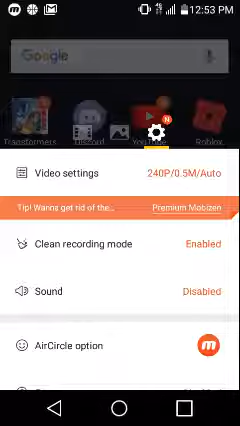 4G 12:53 PM
Google
Transformers Discord YouTube Roblox
N
Video settings 240P/0.5M/Auto
Tip! Wanna get rid of the... Premium Mobizen
Clean recording mode Enabled
Sound Disabled
AirCircle option